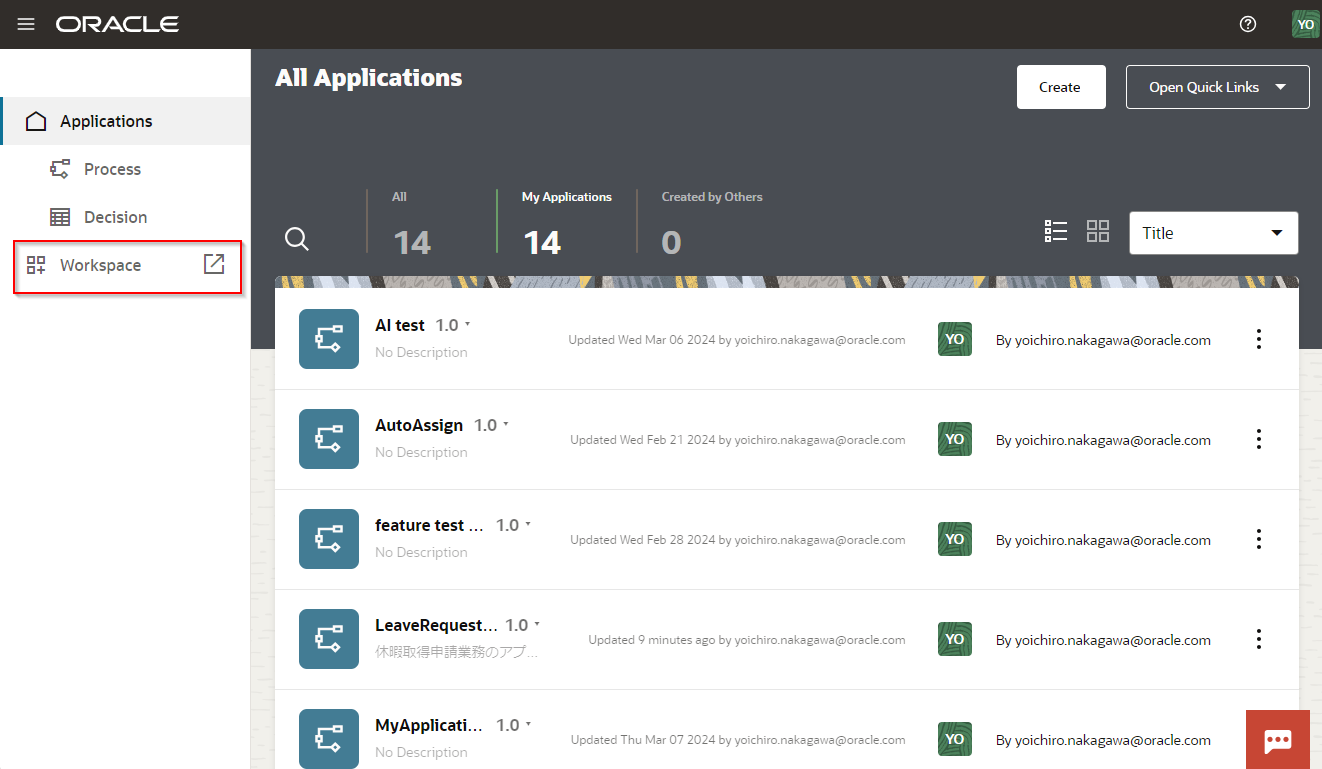 ORACLE
YO
Applications
Process
Decision
Workspace
All Applications
Create
Open Quick Links
All
14
My Applications
14
Created by Others
0
Title
AI test 1.0
No Description
Updated Wed Mar 06 2024 by yoichiro.nakagawa@oracle.com
YO
By yoichiro.nakagawa@oracle.com
AutoAssign 1.0
No Description
Updated Wed Feb 21 2024 by yoichiro.nakagawa@oracle.com
YO
By yoichiro.nakagawa@oracle.com
feature test ... 1.0
No Description
Updated Wed Feb 28 2024 by yoichiro.nakagawa@oracle.com
YO
By yoichiro.nakagawa@oracle.com
LeaveRequest... 1.0
休暇取得申請業務のアプ...
Updated 9 minutes ago by yoichiro.nakagawa@oracle.com
YO
By yoichiro.nakagawa@oracle.com
MyApplicati... 1.0
No Description
Updated Thu Mar 07 2024 by yoichiro.nakagawa@oracle.com
YO
By yoichiro.nakagawa@oracle.com